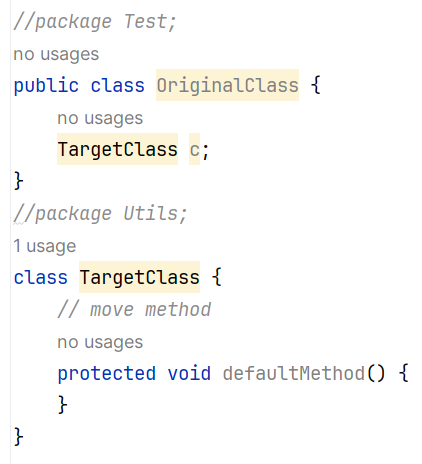 //package Test;
no usages
public class OriginalClass {
no usages
TargetClass c;
}
//package Utils;
1 usage
class TargetClass {
// move method
no usages
protected void defaultMethod() {
}
}